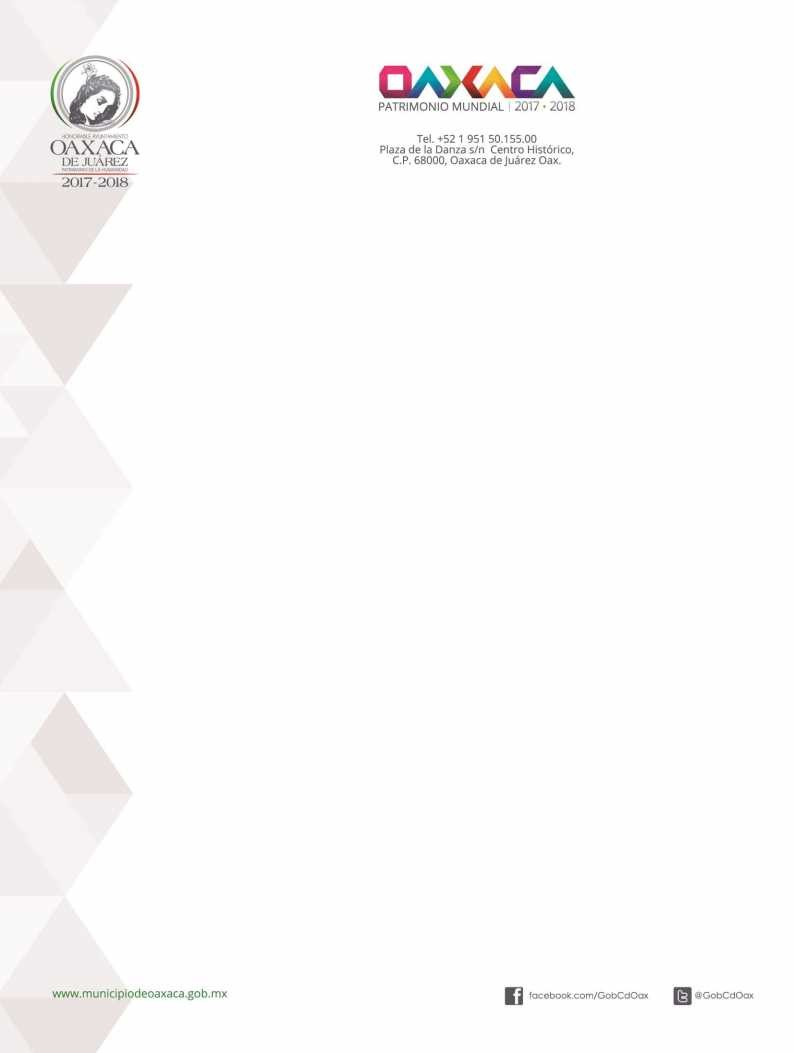 HONORABLE AYUNTAMIENTO
OAXACA
DE JUÁREZ
PATRIMONIO DE LA HUMANIDAD
2017-2018
OAXACA
PATRIMONIO MUNDIAL | 2017 • 2018
Tel. +52 1 951 50.155.00
Plaza de la Danza s/n Centro Histórico,
C.P. 68000, Oaxaca de Juárez Oax.
www.municipiodeoaxaca.gob.mx
facebook.com/GobCdOax
@GobCdOax